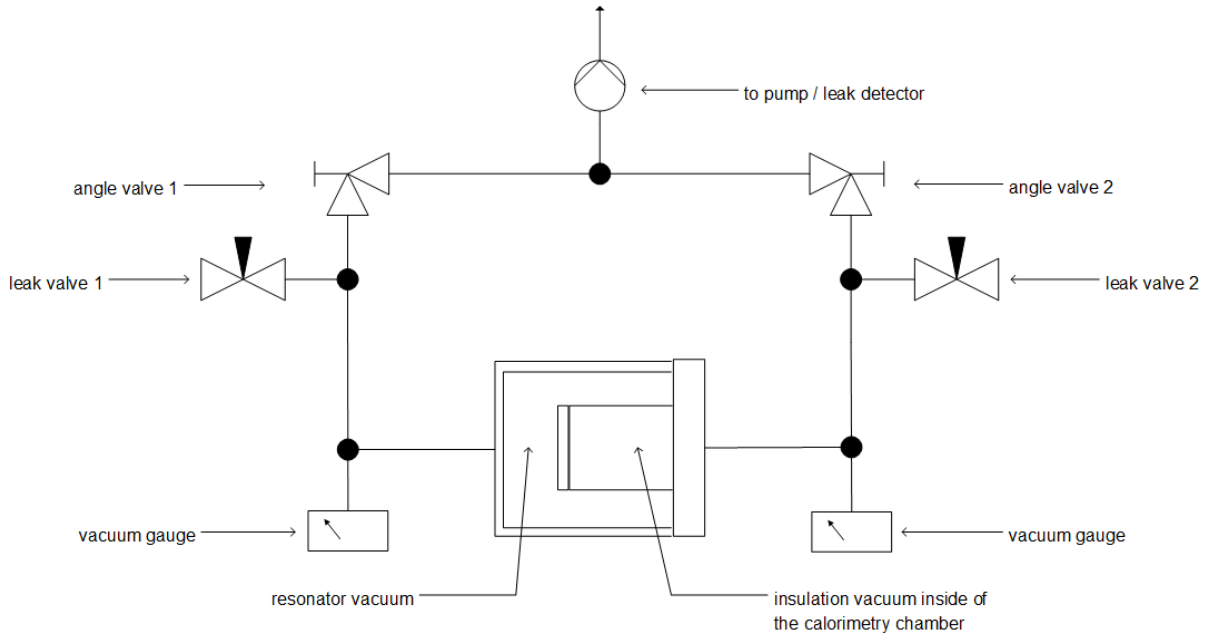 to pump / leak detector
angle valve 1
angle valve 2
leak valve 1
leak valve 2
vacuum gauge
vacuum gauge
resonator vacuum
insulation vacuum inside of
the calorimetry chamber